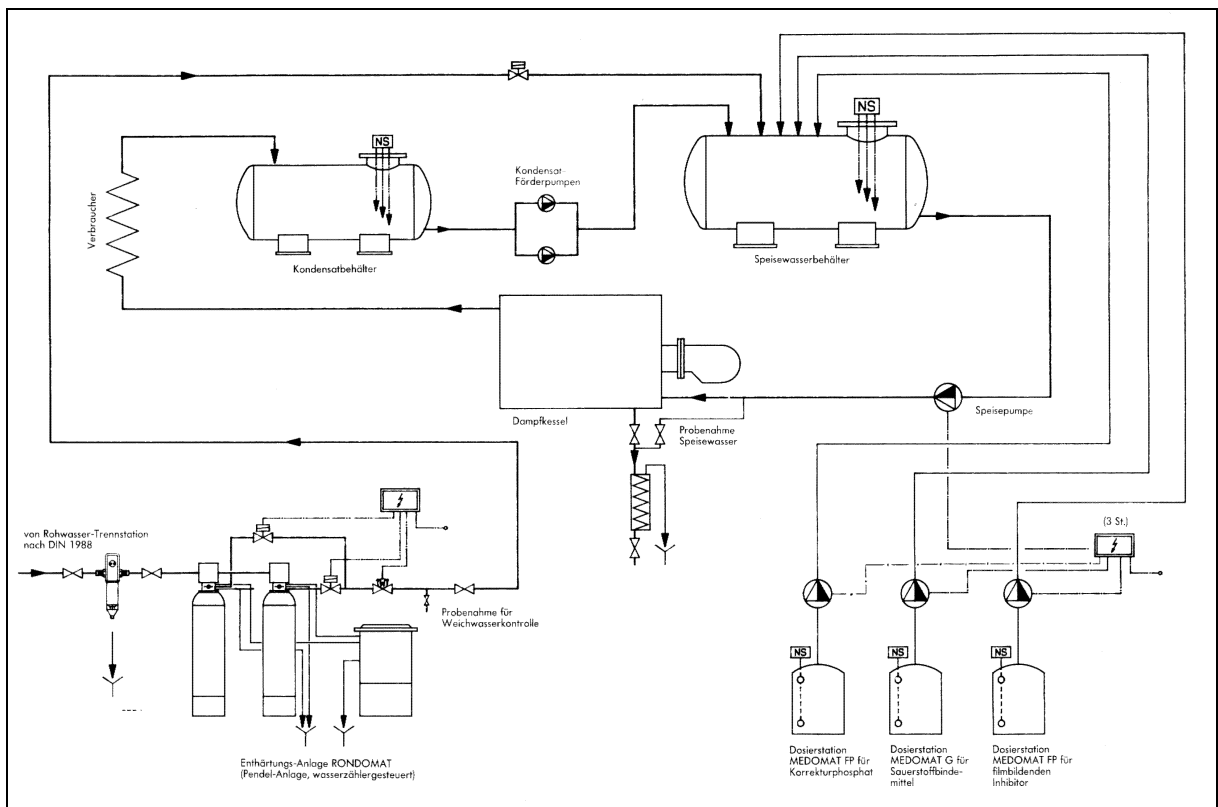 NS
NS
Kondensat-
Förderpumpen
Verbraucher
Kondensatbehälter
Speisewasserbehälter
Dampfkessel
Probenahme
Speisewasser
Speisepumpe
von Rohwasser-Trennstation
nach DIN 1988
(3 St.)
Probenahme für
Weichwasserkontrolle
NS
NS
NS
Enthärtungs-Anlage RONDOMAT
(Pendel-Anlage, wasserzählergesteuert)
Dosierstation
MEDOMAT FP für
Korrekturphosphat
Dosierstation
MEDOMAT G für
Sauerstoffbinde-
mittel
Dosierstation
MEDOMAT FP für
filmbildenden
Inhibitor